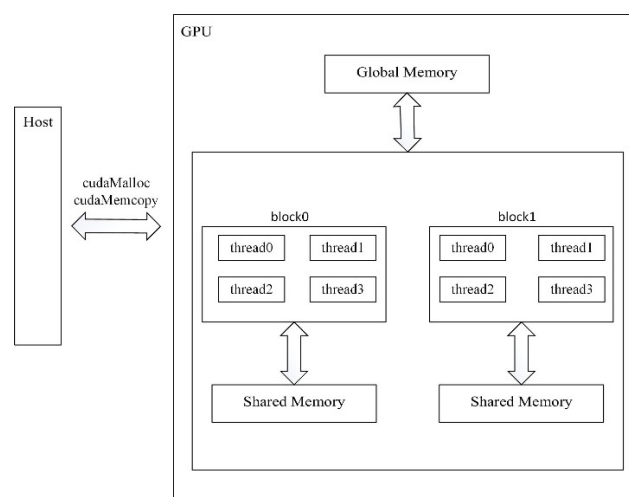 GPU
Global Memory
Host
cudaMalloc
cudaMemcopy
block0
block1
thread0 thread1
thread0 thread1
thread2 thread3
thread2 thread3
Shared Memory
Shared Memory